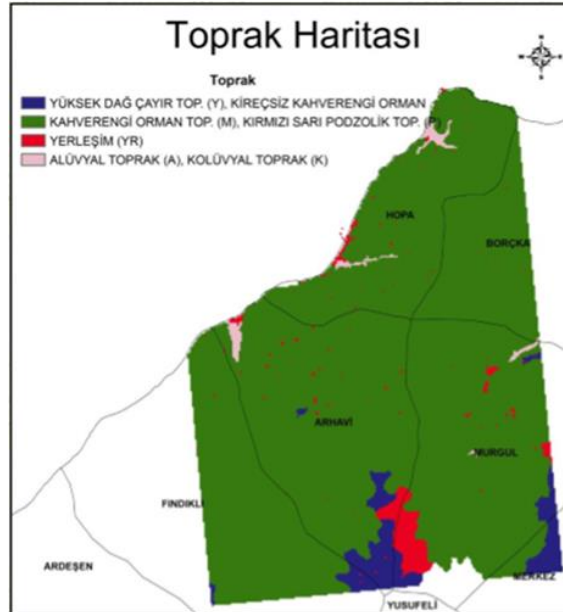 Toprak Haritası
Toprak
YÜKSEK DAĞ ÇAYIR TOP. (Y), KİREÇSİZ KAHVERENGİ ORMAN
KAHVERENGİ ORMAN TOP. (M), KIRMIZI SARI PODZOLİK TOP. (P)
YERLEŞİM (YR)
ALÜVYAL TOPRAK (A), KOLÜVYAL TOPRAK (K)
HOPA
BORÇKA
ARHAVİ
MURGUL
FINDIKLI
ARDEŞEN
MERKEZ
YUSUFELİ